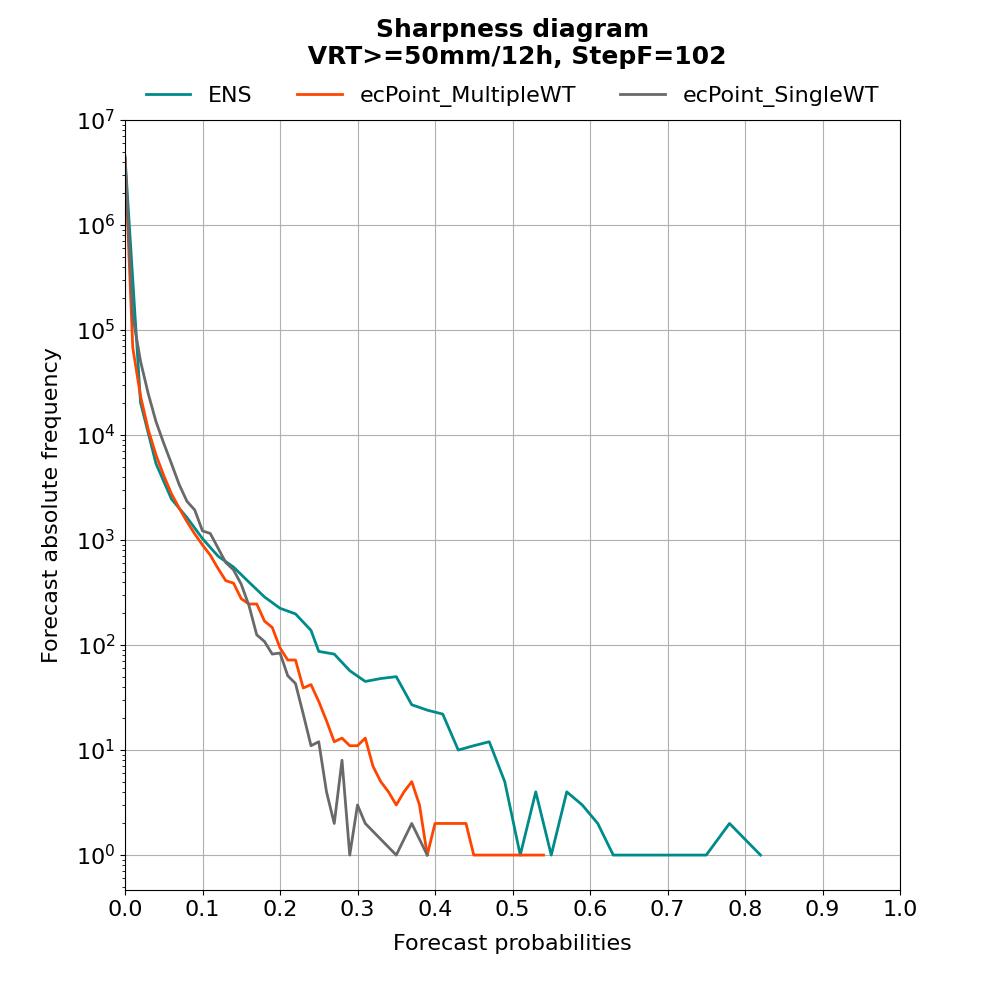 Sharpness diagram
VRT>=50mm/12h, StepF=102
ENS ecPoint_MultipleWT ecPoint_SingleWT
10^7
10^6
10^5
10^4
10^3
10^2
10^1
10^0
Forecast absolute frequency
0.0 0.1 0.2 0.3 0.4 0.5 0.6 0.7 0.8 0.9 1.0
Forecast probabilities